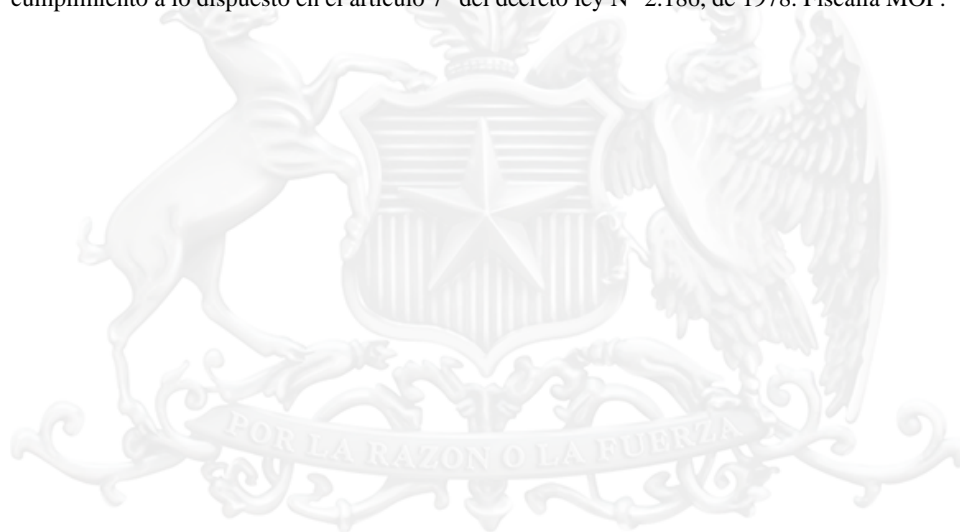 cumplimiento a lo dispuesto en el artículo 7° del decreto ley N° 2.186, de 1978. Fiscalía MOP.
POR LA RAZON O LA FUERZA